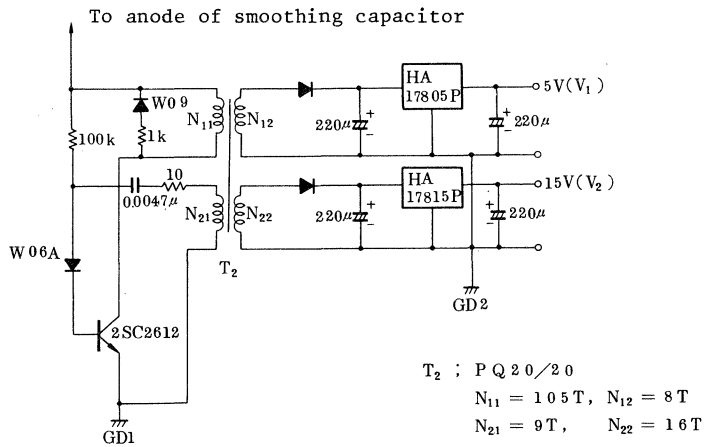 To anode of smoothing capacitor
HA
17805P
5V(V₁)
W09
N₁₁
N₁₂
220μ
+
−
+
−
220μ
100k
1k
10
0.0047μ
N₂₁
N₂₂
220μ
+
−
HA
17815P
15V(V₂)
+
−
220μ
W06A
T₂
2SC2612
GD2
GD1
T₂ ; PQ20/20
N₁₁ = 105T, N₁₂ = 8T
N₂₁ = 9T, N₂₂ = 16T